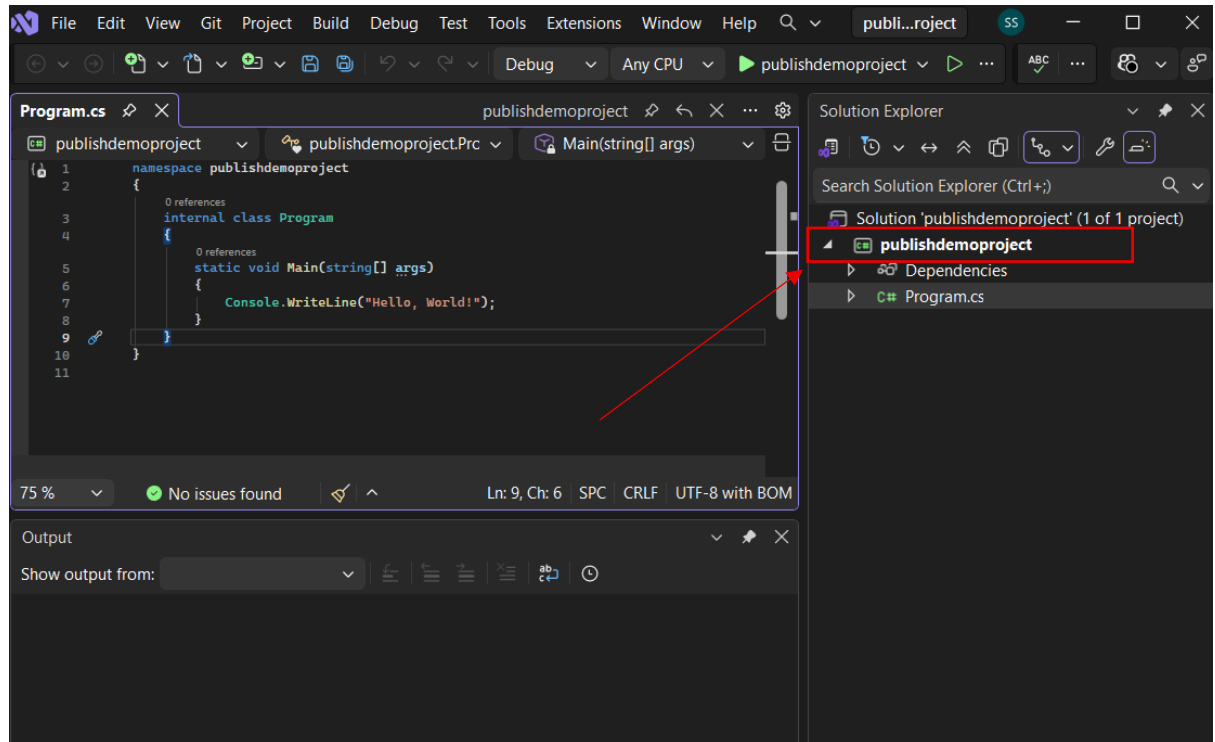 File Edit View Git Project Build Debug Test Tools Extensions Window Help publi...roject SS
Debug Any CPU publishdemoproject ABC
Program.cs publishdemoproject
C# publishdemoproject publishdemoproject.Prc Main(string[] args)
1 namespace publishdemoproject
2 {
0 references
3 internal class Program
4 {
0 references
5 static void Main(string[] args)
6 {
7 Console.WriteLine("Hello, World!");
8 }
9 }
10 }
11
75 % No issues found Ln: 9, Ch: 6 SPC CRLF UTF-8 with BOM
Output
Show output from:
ab
c
Solution Explorer
Search Solution Explorer (Ctrl+;)
Solution 'publishdemoproject' (1 of 1 project)
C# publishdemoproject
Dependencies
C# Program.cs